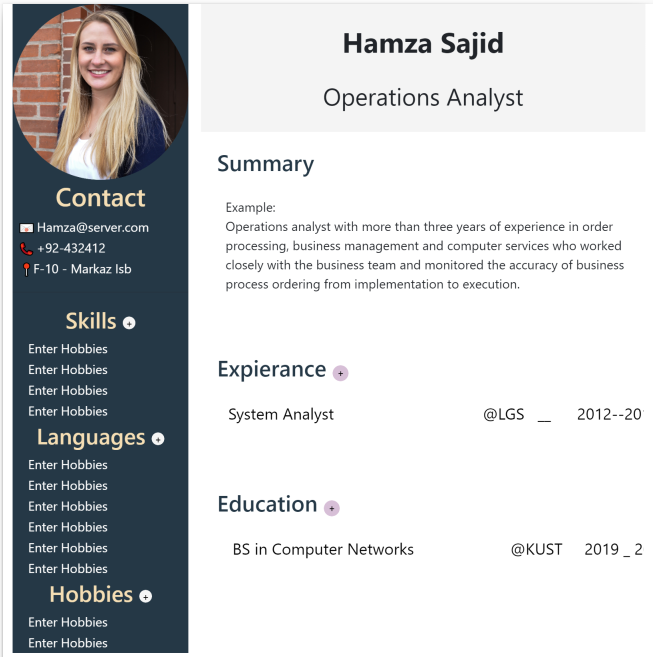 Hamza Sajid
Operations Analyst
Contact
Hamza@server.com
+92-432412
F-10 - Markaz Isb
Skills +
Enter Hobbies
Enter Hobbies
Enter Hobbies
Enter Hobbies
Languages +
Enter Hobbies
Enter Hobbies
Enter Hobbies
Enter Hobbies
Enter Hobbies
Enter Hobbies
Hobbies +
Enter Hobbies
Enter Hobbies
Summary
Example:
Operations analyst with more than three years of experience in order
processing, business management and computer services who worked
closely with the business team and monitored the accuracy of business
process ordering from implementation to execution.
Expierance +
System Analyst @LGS __ 2012--20
Education +
BS in Computer Networks @KUST 2019 _ 2